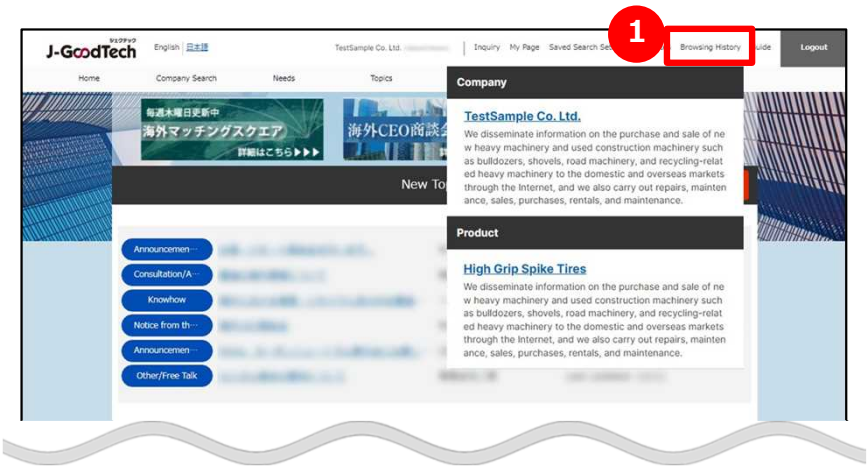 1
ジェグテック
J-GoodTech
English | 日本語
TestSample Co. Ltd.
Inquiry
My Page
Saved Search Se
Browsing History
uide
Logout
Home
Company Search
Needs
Topics
毎週木曜日更新中
海外マッチングスクエア
詳細はこちら▶▶▶
海外CEO商談
New To
Company
TestSample Co. Ltd.
We disseminate information on the purchase and sale of ne
w heavy machinery and used construction machinery such
as bulldozers, shovels, road machinery, and recycling-relat
ed heavy machinery to the domestic and overseas markets
through the Internet, and we also carry out repairs, mainten
ance, sales, purchases, rentals, and maintenance.
Product
High Grip Spike Tires
We disseminate information on the purchase and sale of ne
w heavy machinery and used construction machinery such
as bulldozers, shovels, road machinery, and recycling-relat
ed heavy machinery to the domestic and overseas markets
through the Internet, and we also carry out repairs, mainten
ance, sales, purchases, rentals, and maintenance.
Announcemen…
Consultation/A…
Knowhow
Notice from th…
Announcemen…
Other/Free Talk